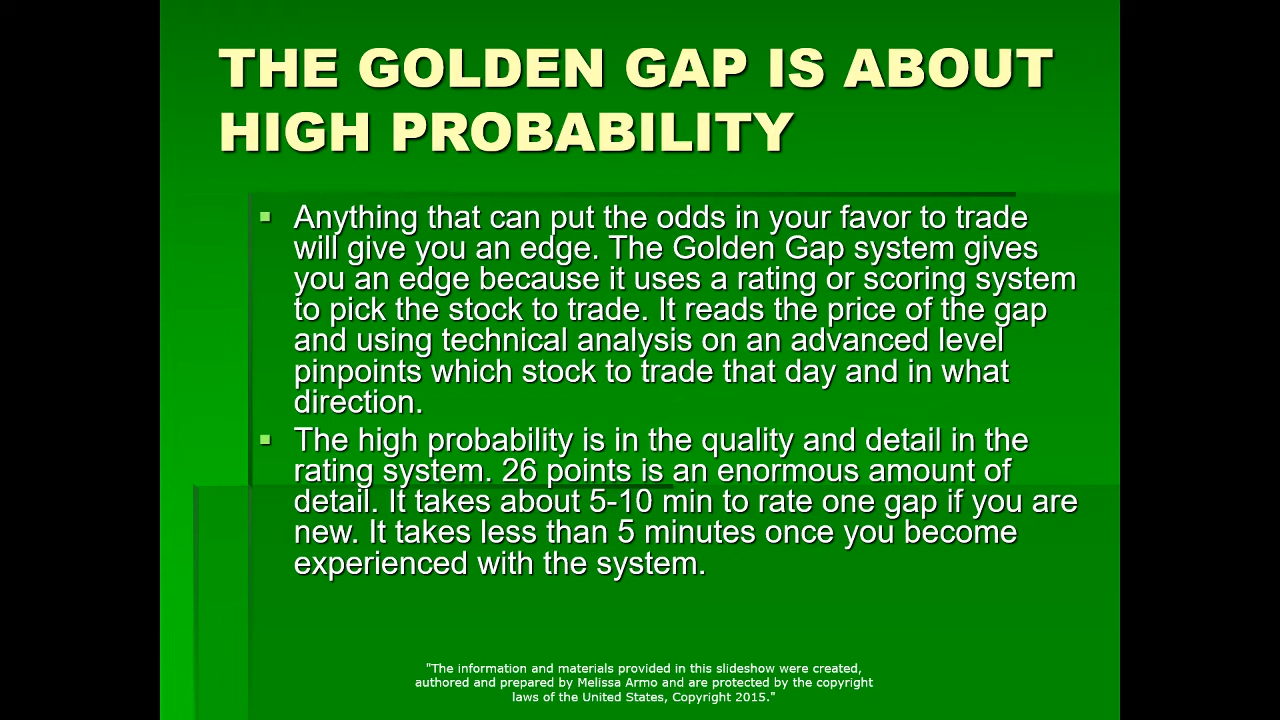 THE GOLDEN GAP IS ABOUT
HIGH PROBABILITY
Anything that can put the odds in your favor to trade
will give you an edge. The Golden Gap system gives
you an edge because it uses a rating or scoring system
to pick the stock to trade. It reads the price of the gap
and using technical analysis on an advanced level
pinpoints which stock to trade that day and in what
direction.
The high probability is in the quality and detail in the
rating system. 26 points is an enormous amount of
detail. It takes about 5-10 min to rate one gap if you are
new. It takes less than 5 minutes once you become
experienced with the system.
"The information and materials provided in this slideshow were created,
authored and prepared by Melissa Armo and are protected by the copyright
laws of the United States, Copyright 2015."